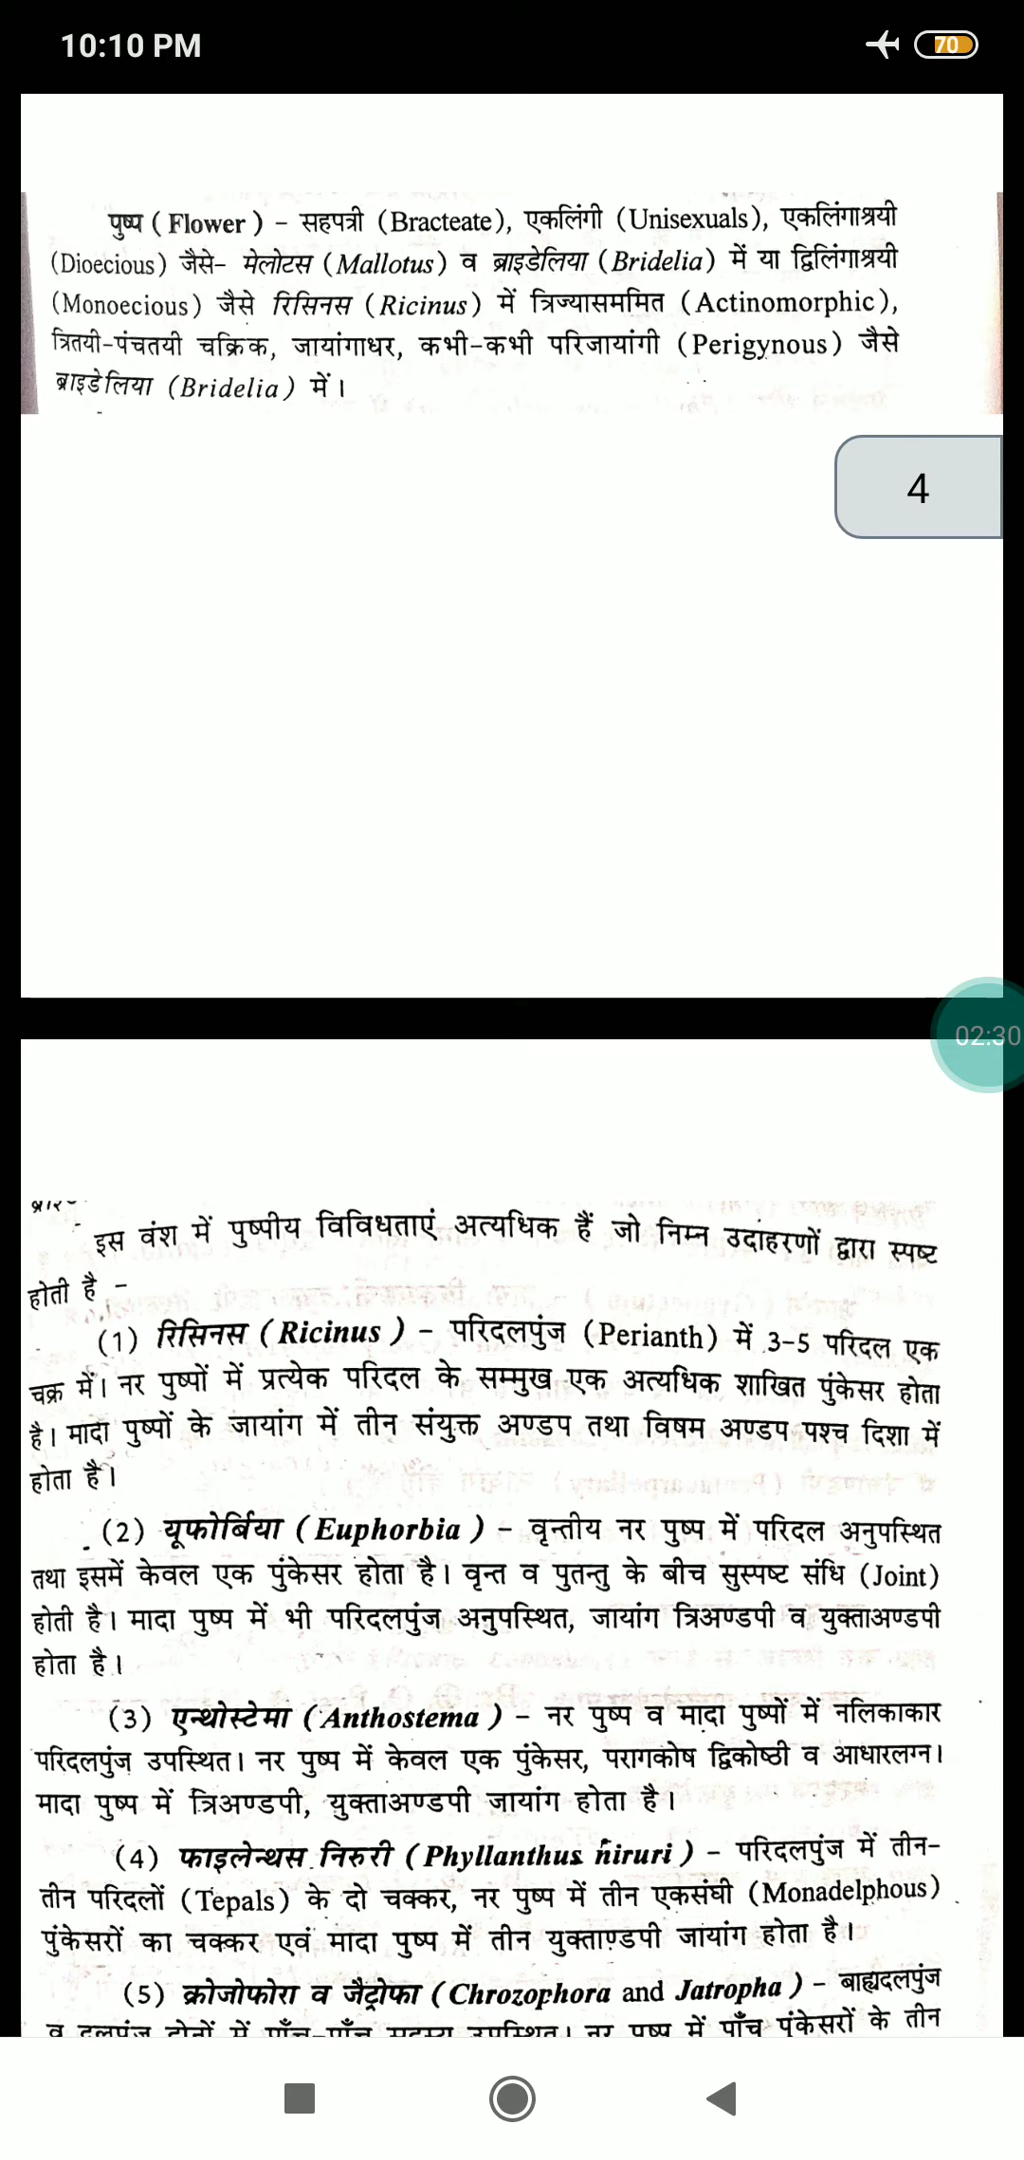 10:10 PM
70
पुष्प ( Flower ) – सहपत्री (Bracteate), एकलिंगी (Unisexuals), एकलिंगाश्रयी
(Dioecious) जैसे– मेलोटस (Mallotus) व ब्राइडेलिया (Bridelia) में या द्विलिंगाश्रयी
(Monoecious) जैसे रिसिनस (Ricinus) में त्रिज्यासममित (Actinomorphic),
त्रितयी-पंचतयी चक्रिक, जायांगाधर, कभी-कभी परिजायांगी (Perigynous) जैसे
ब्राइडेलिया (Bridelia) में।
4
02:30
इस वंश में पुष्पीय विविधताएं अत्यधिक हैं जो निम्न उदाहरणों द्वारा स्पष्ट
होती है –
(1) रिसिनस (Ricinus) – परिदलपुंज (Perianth) में 3-5 परिदल एक
चक्र में। नर पुष्पों में प्रत्येक परिदल के सम्मुख एक अत्यधिक शाखित पुंकेसर होता
है। मादा पुष्पों के जायांग में तीन संयुक्त अण्डप तथा विषम अण्डप पश्च दिशा में
होता है।
(2) यूफोर्बिया (Euphorbia) – वृन्तीय नर पुष्प में परिदल अनुपस्थित
तथा इसमें केवल एक पुंकेसर होता है। वृन्त व पुतन्तु के बीच सुस्पष्ट संधि (Joint)
होती है। मादा पुष्प में भी परिदलपुंज अनुपस्थित, जायांग त्रिअण्डपी व युक्ताअण्डपी
होता है।
(3) एन्थोस्टेमा (Anthostema) – नर पुष्प व मादा पुष्पों में नलिकाकार
परिदलपुंज उपस्थित। नर पुष्प में केवल एक पुंकेसर, परागकोष द्विकोष्ठी व आधारलग्न।
मादा पुष्प में त्रिअण्डपी, युक्ताअण्डपी जायांग होता है।
(4) फाइलेन्थस निरुरी (Phyllanthus niruri) – परिदलपुंज में तीन-
तीन परिदलों (Tepals) के दो चक्कर, नर पुष्प में तीन एकसंघी (Monadelphous)
पुंकेसरों का चक्कर एवं मादा पुष्प में तीन युक्ताण्डपी जायांग होता है।
(5) क्रोजोफोरा व जैट्रोफा (Chrozophora and Jatropha) – बाह्यदलपुंज
व दलपुंज दोनों में पाँच-पाँच सदस्य उपस्थित। नर पुष्प में पाँच पुंकेसरों के तीन